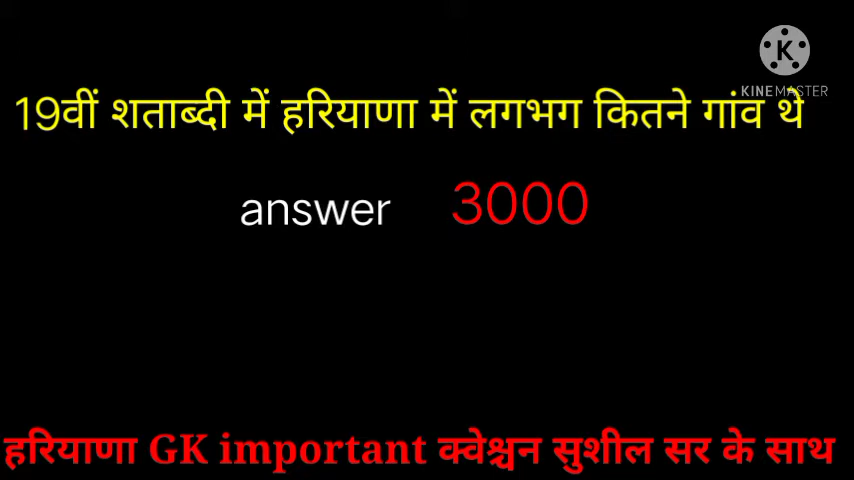 K
KINEMASTER
19वीं शताब्दी में हरियाणा में लगभग कितने गांव थे
answer 3000
हरियाणा GK important क्वेश्चन सुशील सर के साथ